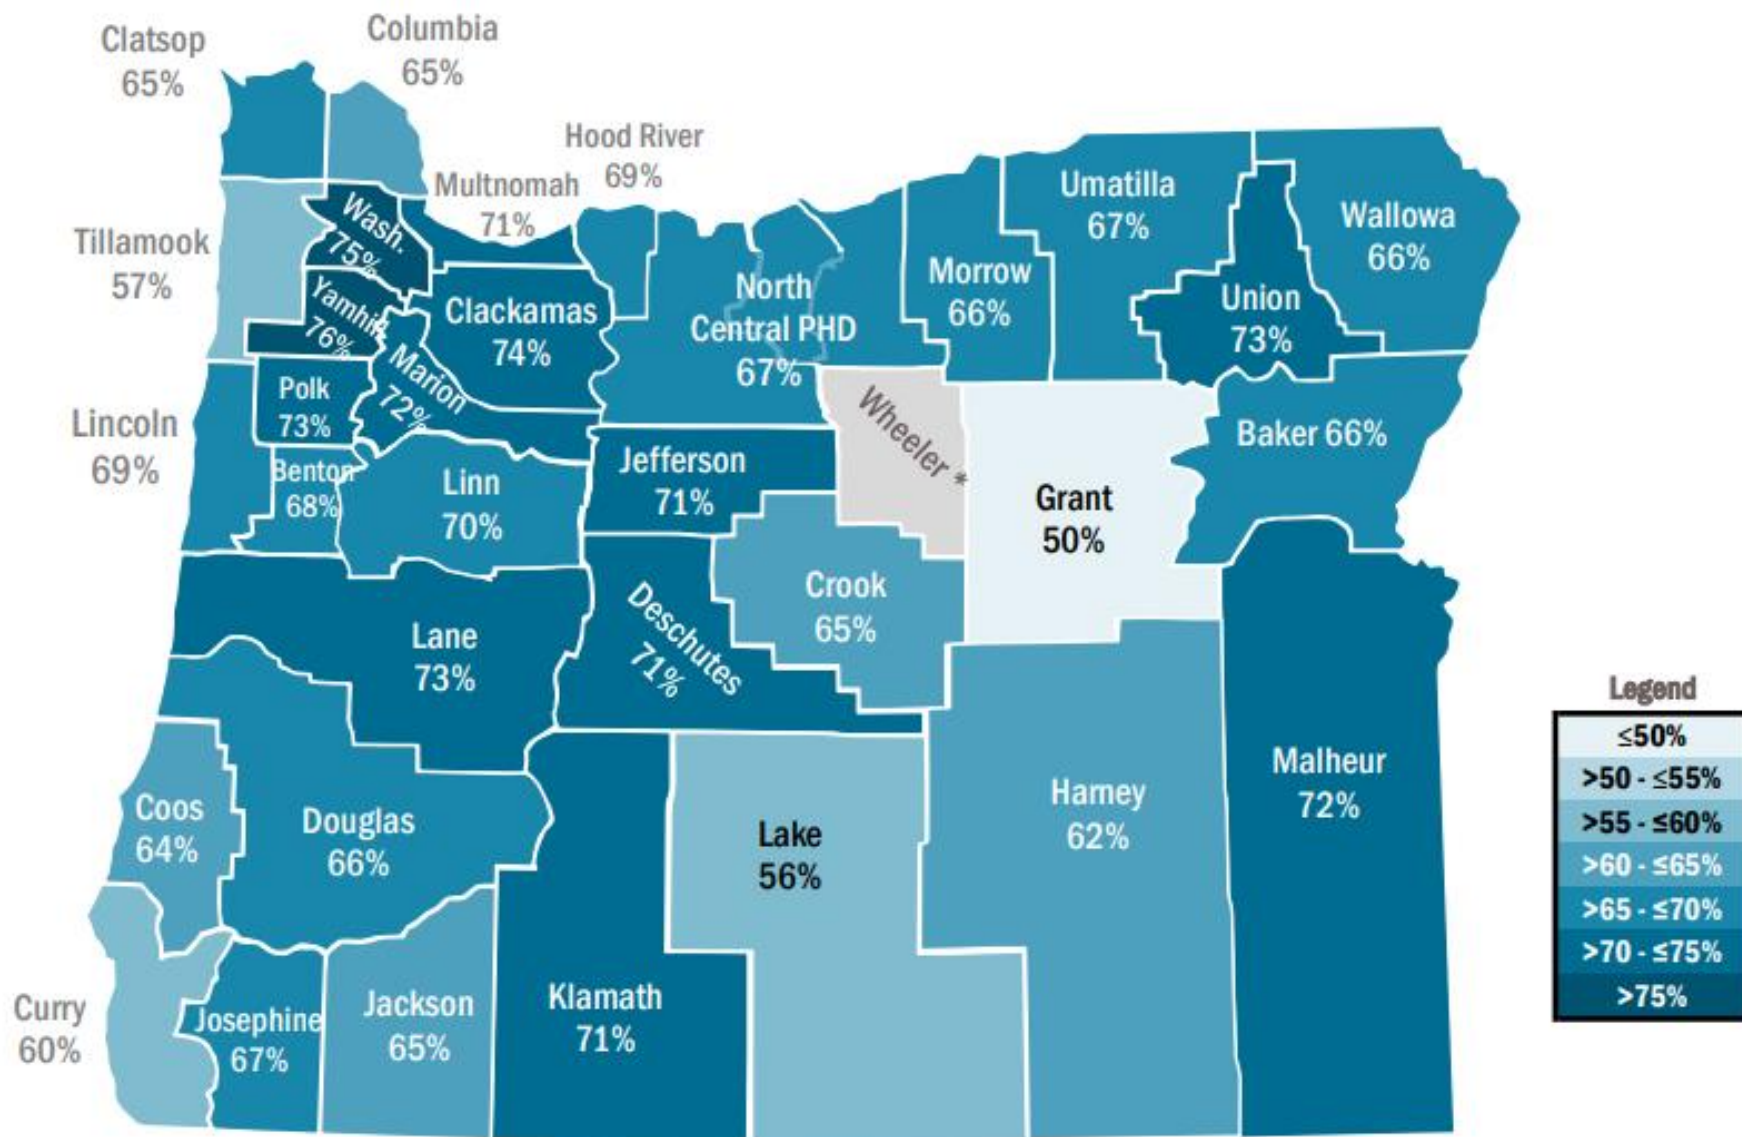 Clatsop
65%
Columbia
65%
Hood River
69%
Multnomah
71%
Tillamook
57%
Wash.
75%
Yamhill
76%
Clackamas
74%
Marion
72%
Polk
73%
Lincoln
69%
Benton
68%
Linn
70%
North
Central PHD
67%
Morrow
66%
Umatilla
67%
Union
73%
Wallowa
66%
Baker 66%
Wheeler *
Grant
50%
Jefferson
71%
Crook
65%
Deschutes
71%
Lane
73%
Coos
64%
Douglas
66%
Curry
60%
Josephine
67%
Jackson
65%
Klamath
71%
Lake
56%
Harney
62%
Malheur
72%
Legend
≤50%
>50 - ≤55%
>55 - ≤60%
>60 - ≤65%
>65 - ≤70%
>70 - ≤75%
>75%